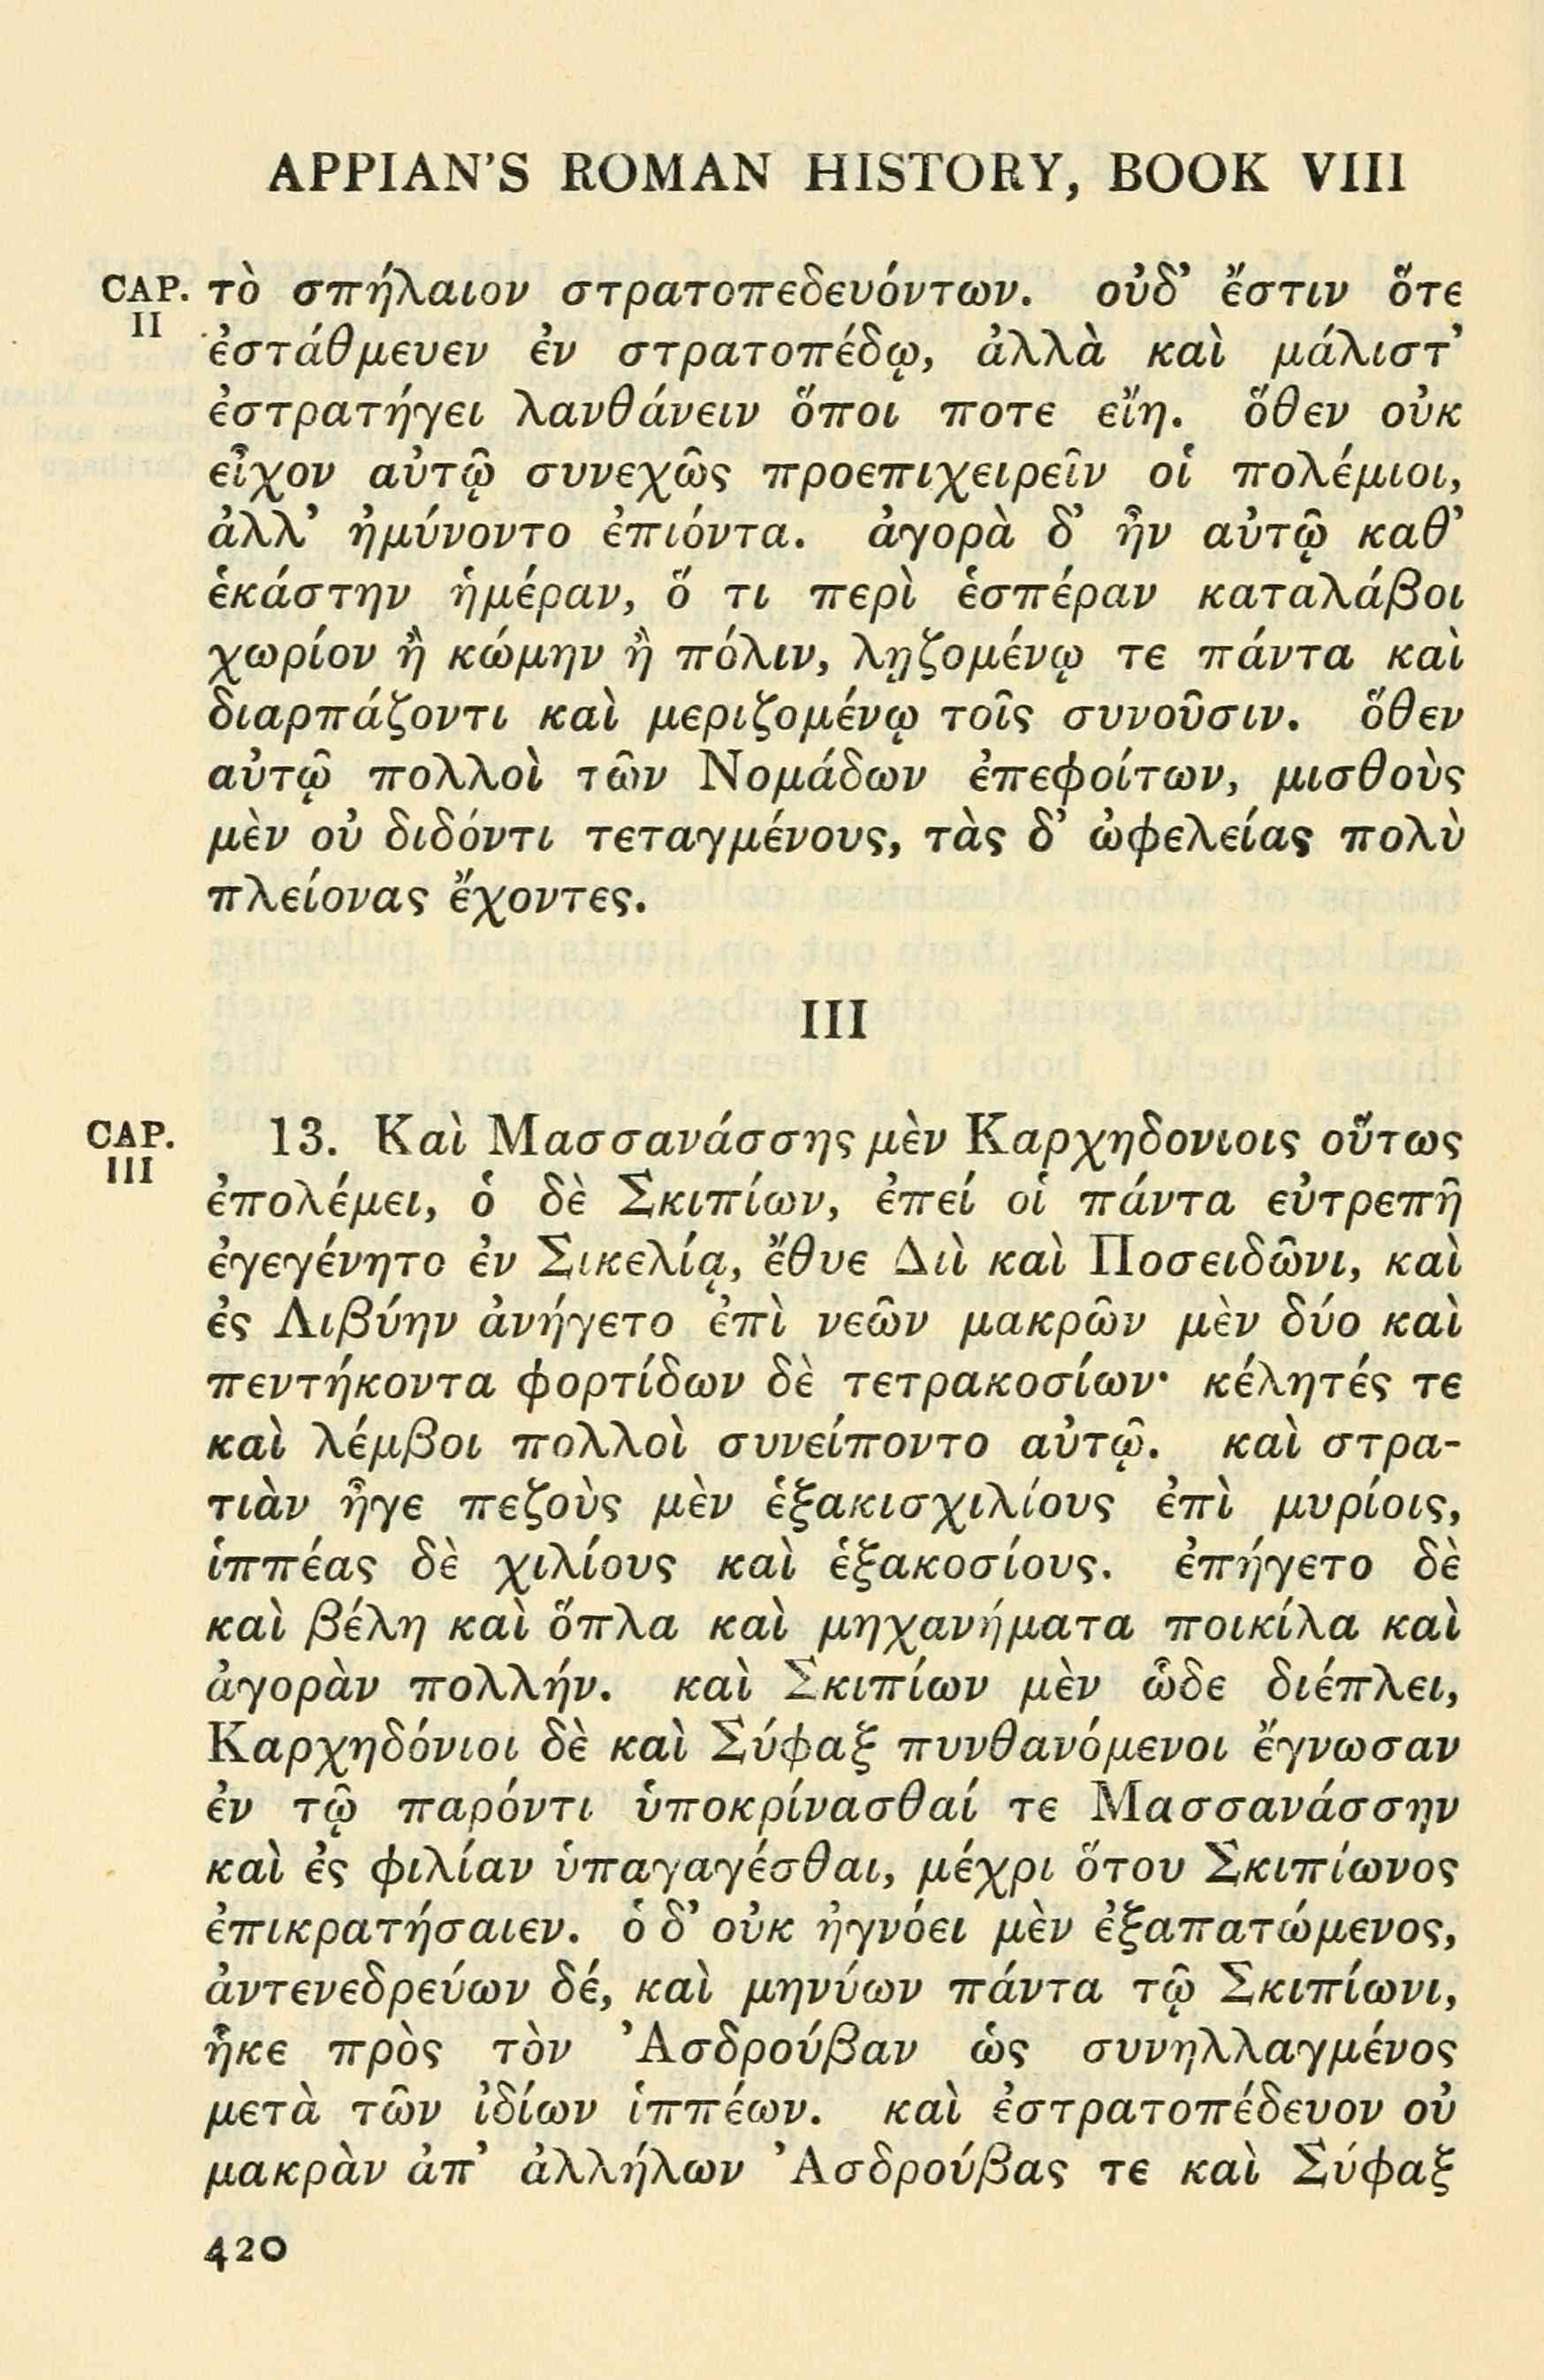 APPIAN'S ROMAN HISTORY, BOOK VIII
CAP. II
τὸ σπήλαιον στρατοπεδευόντων. οὐδ' ἔστιν ὅτε
ἐστάθμευεν ἐν στρατοπέδῳ, ἀλλὰ καὶ μάλιστ'
ἐστρατήγει λανθάνειν ὅποι ποτε εἴη. ὅθεν οὐκ
εἶχον αὐτῷ συνεχῶς προεπιχειρεῖν οἱ πολέμιοι,
ἀλλ' ἠμύνοντο ἐπιόντα. ἀγορὰ δ' ἦν αὐτῷ καθ'
ἑκάστην ἡμέραν, ὅ τι περὶ ἑσπέραν καταλάβοι
χωρίον ἢ κώμην ἢ πόλιν, λῃζομένῳ τε πάντα καὶ
διαρπάζοντι καὶ μεριζομένῳ τοῖς συνοῦσιν. ὅθεν
αὐτῷ πολλοὶ τῶν Νομάδων ἐπεφοίτων, μισθοὺς
μὲν οὐ διδόντι τεταγμένους, τὰς δ' ὠφελείας πολὺ
πλείονας ἔχοντες.
III
CAP. III
13. Καὶ Μασσανάσσης μὲν Καρχηδονιοις οὕτως
ἐπολέμει, ὁ δὲ Σκιπίων, ἐπεί οἱ πάντα εὐτρεπῆ
ἐγεγένητο ἐν Σικελίᾳ, ἔθυε Διὶ καὶ Ποσειδῶνι, καὶ
ἐς Λιβύην ἀνήγετο ἐπὶ νεῶν μακρῶν μὲν δύο καὶ
πεντήκοντα φορτίδων δὲ τετρακοσίων· κέλητές τε
καὶ λέμβοι πολλοὶ συνείποντο αὐτῷ. καὶ στρα-
τιὰν ἦγε πεζοὺς μὲν ἑξακισχιλίους ἐπὶ μυρίοις,
ἱππέας δὲ χιλίους καὶ ἑξακοσίους. ἐπήγετο δὲ
καὶ βέλη καὶ ὅπλα καὶ μηχανήματα ποικίλα καὶ
ἀγορὰν πολλήν. καὶ Σκιπίων μὲν ὧδε διέπλει,
Καρχηδόνιοι δὲ καὶ Σύφαξ πυνθανόμενοι ἔγνωσαν
ἐν τῷ παρόντι ὑποκρίνασθαί τε Μασσανάσσην
καὶ ἐς φιλίαν ὑπαγαγέσθαι, μέχρι ὅτου Σκιπίωνος
ἐπικρατήσαιεν. ὁ δ' οὐκ ἠγνόει μὲν ἐξαπατώμενος,
ἀντενεδρεύων δέ, καὶ μηνύων πάντα τῷ Σκιπίωνι,
ἧκε πρὸς τὸν Ἀσδρούβαν ὡς συνηλλαγμένος
μετὰ τῶν ἰδίων ἱππέων. καὶ ἐστρατοπέδευον οὐ
μακρὰν ἀπ' ἀλλήλων Ἀσδρούβας τε καὶ Σύφαξ
420